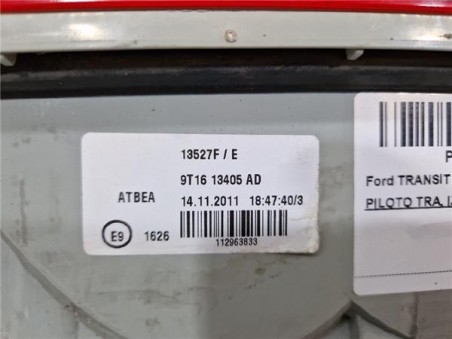 13527F / E
9T16 13405 AD
ATBEA 14.11.2011 18:47:40/3
E9 1626
112963833
Ford TRANSIT
PILOTO TRA.